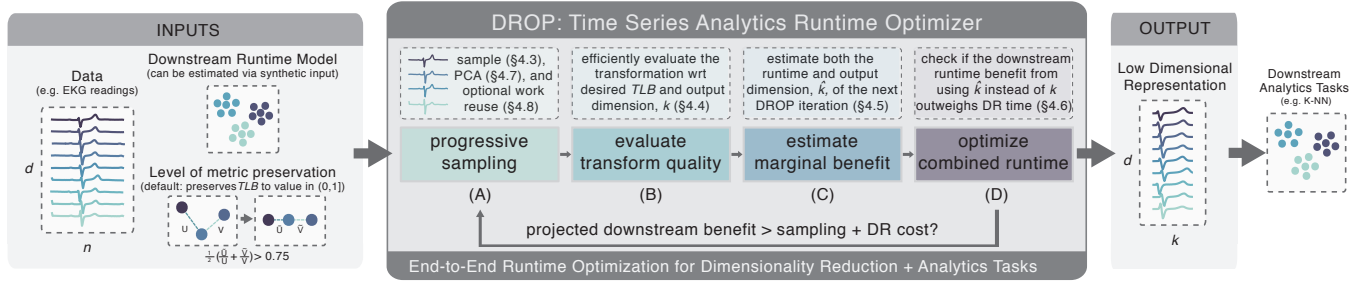 INPUTS
Data
(e.g. EKG readings)
d
n
Downstream Runtime Model
(can be estimated via synthetic input)
Level of metric preservation
(default: preserves TLB to value in (0,1])
U
V
Ũ
Ṽ
½(Ũ/U + Ṽ/V) > 0.75
DROP: Time Series Analytics Runtime Optimizer
sample (§4.3),
PCA (§4.7), and
optional work
reuse (§4.8)
progressive
sampling
(A)
efficiently evaluate the
transformation wrt
desired TLB and output
dimension, k (§4.4)
evaluate
transform quality
(B)
estimate both the
runtime and output
dimension, k̂, of the next
DROP iteration (§4.5)
estimate
marginal benefit
(C)
check if the downstream
runtime benefit from
using k̂ instead of k
outweighs DR time (§4.6)
optimize
combined runtime
(D)
projected downstream benefit > sampling + DR cost?
End-to-End Runtime Optimization for Dimensionality Reduction + Analytics Tasks
OUTPUT
Low Dimensional
Representation
d
k
Downstream
Analytics Tasks
(e.g. K-NN)